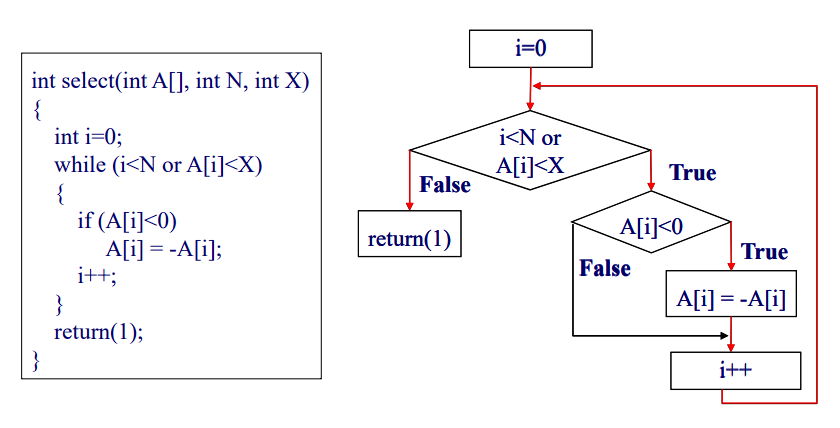 int select(int A[], int N, int X)
{
int i=0;
while (i<N or A[i]<X)
{
if (A[i]<0)
A[i] = -A[i];
i++;
}
return(1);
}
i=0
i<N or
A[i]<X
False
True
return(1)
A[i]<0
False
True
A[i] = -A[i]
i++